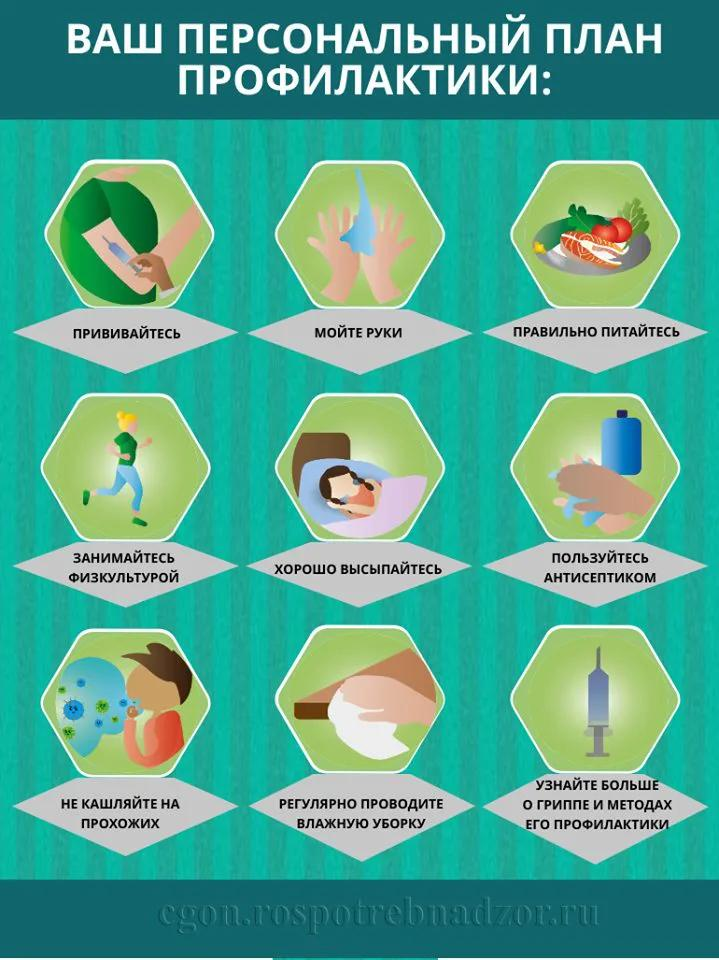 ВАШ ПЕРСОНАЛЬНЫЙ ПЛАН
ПРОФИЛАКТИКИ:
ПРИВИВАЙТЕСЬ
МОЙТЕ РУКИ
ПРАВИЛЬНО ПИТАЙТЕСЬ
ЗАНИМАЙТЕСЬ
ФИЗКУЛЬТУРОЙ
ХОРОШО ВЫСЫПАЙТЕСЬ
ПОЛЬЗУЙТЕСЬ
АНТИСЕПТИКОМ
НЕ КАШЛЯЙТЕ НА
ПРОХОЖИХ
РЕГУЛЯРНО ПРОВОДИТЕ
ВЛАЖНУЮ УБОРКУ
УЗНАЙТЕ БОЛЬШЕ
О ГРИППЕ И МЕТОДАХ
ЕГО ПРОФИЛАКТИКИ
cgon.rospotrebnadzor.ru